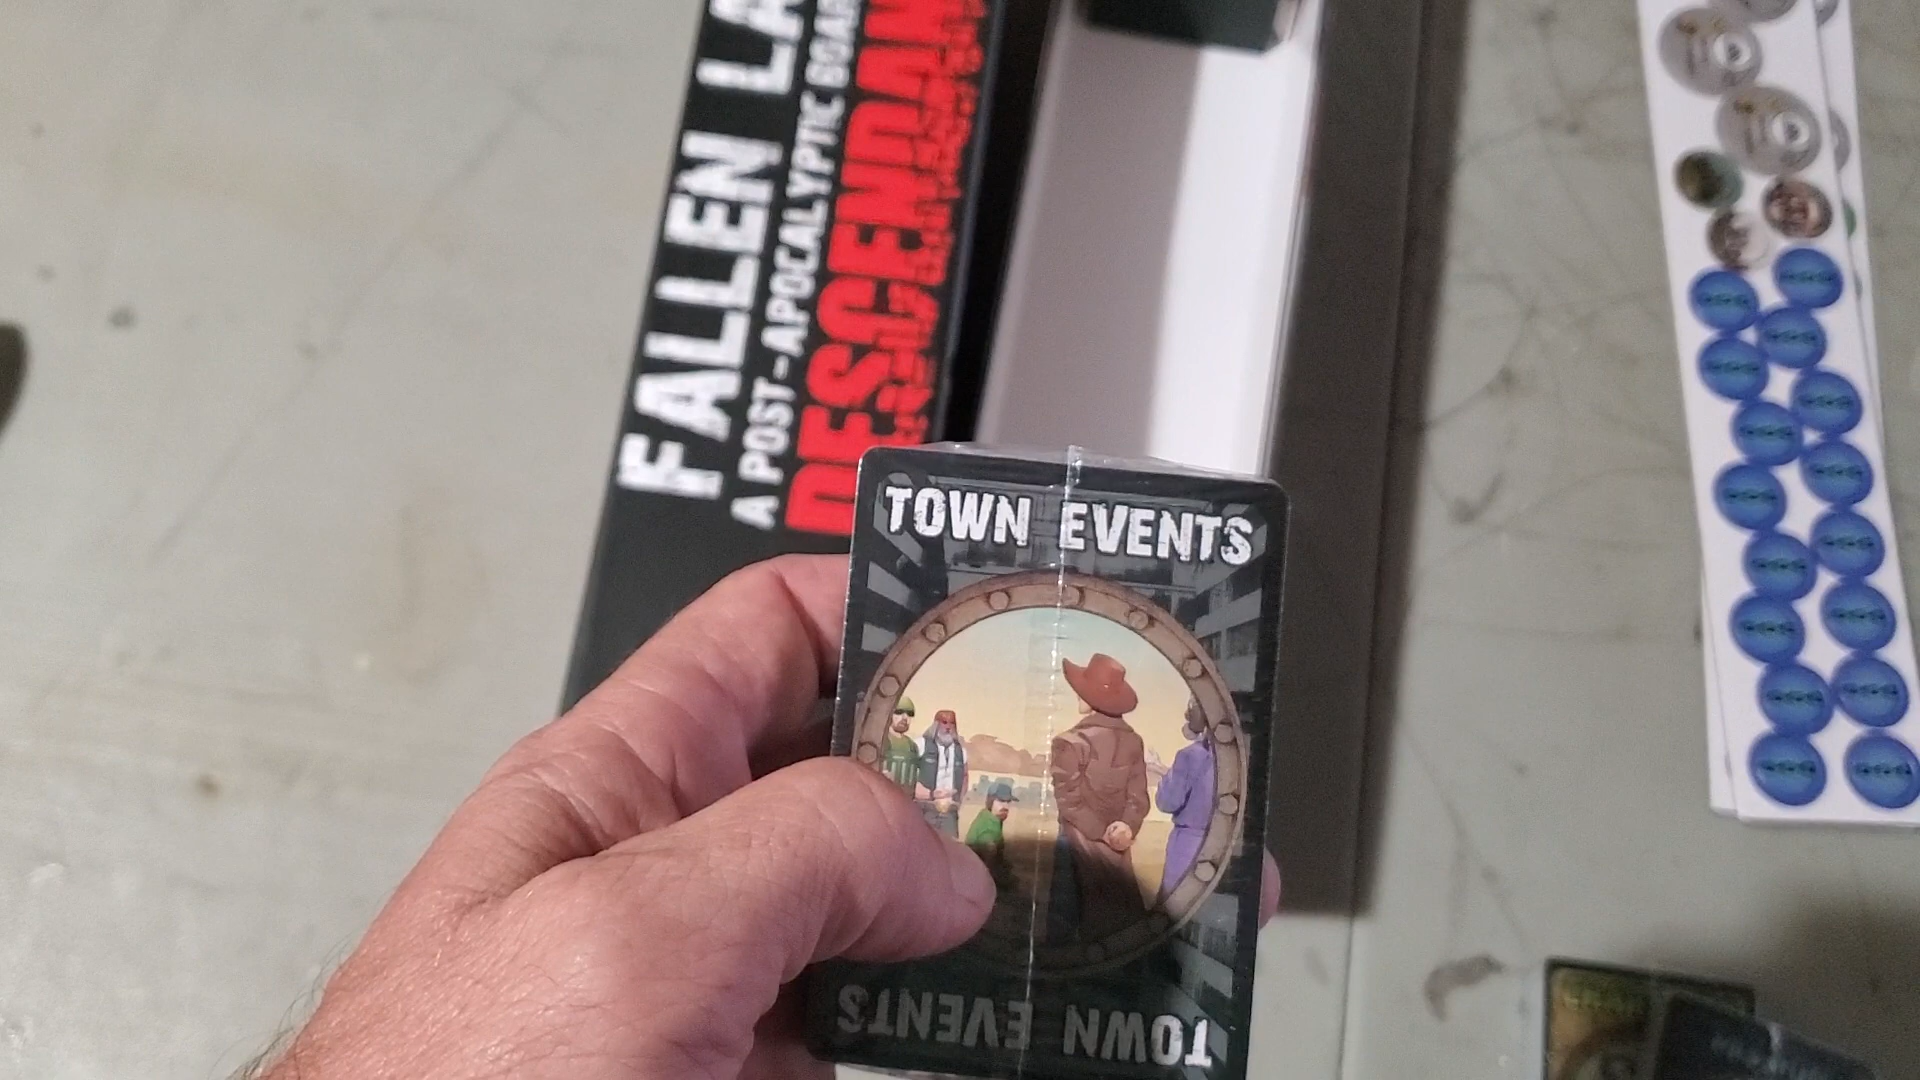 FALLEN LA
A POST-APOCALYPTIC BOAR
DESCENDAN
TOWN EVENTS
TOWN EVENTS